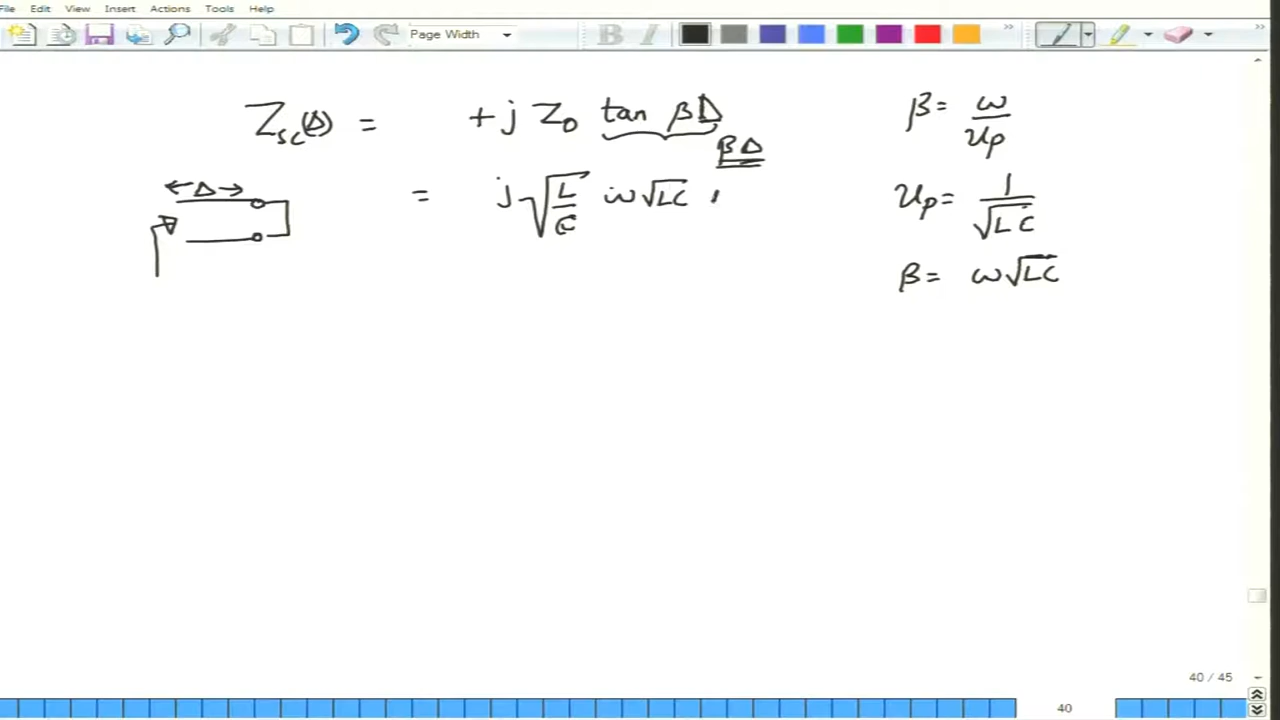 File Edit View Insert Actions Tools Help
Page Width B I
Z_sc(Δ) = +j Z_0 tan βΔ
βΔ
= j√(L/C) ω√LC
Δ
β = ω/u_p
u_p = 1/√LC
β = ω√LC
40 / 45
40